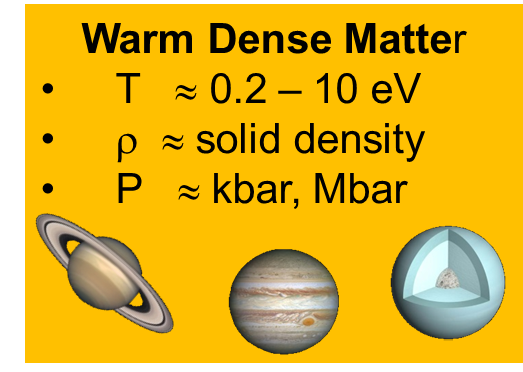 Warm Dense Matter
• T ≈ 0.2 – 10 eV
• ρ ≈ solid density
• P ≈ kbar, Mbar